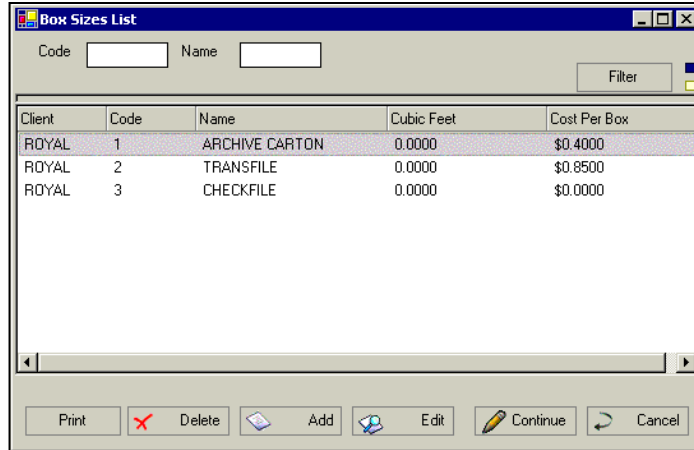 Box Sizes List
Code Name
Filter
Client Code Name Cubic Feet Cost Per Box
ROYAL 1 ARCHIVE CARTON 0.0000 $0.4000
ROYAL 2 TRANSFILE 0.0000 $0.8500
ROYAL 3 CHECKFILE 0.0000 $0.0000
Print Delete Add Edit Continue Cancel